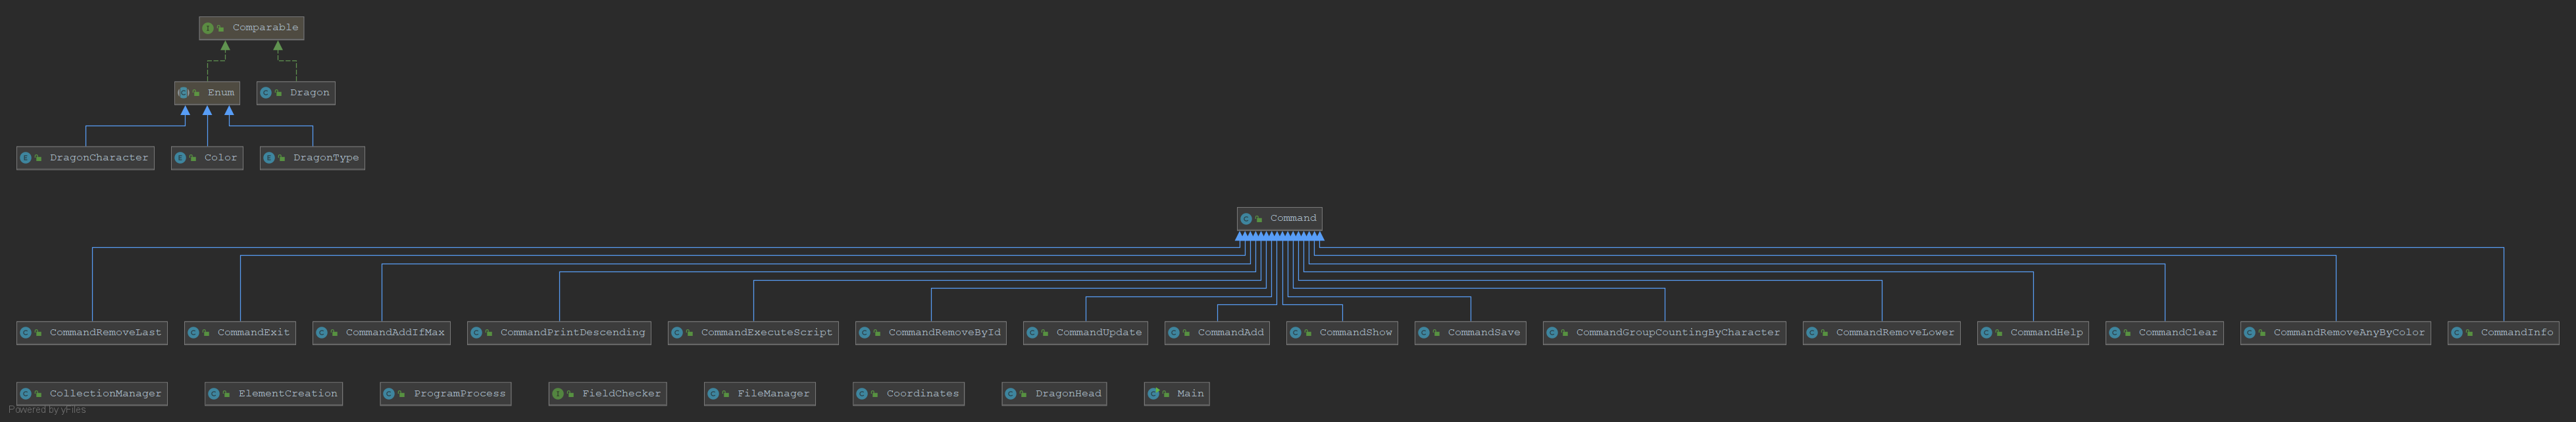 Comparable
Enum
Dragon
DragonCharacter
Color
DragonType
Command
CommandRemoveLast
CommandExit
CommandAddIfMax
CommandPrintDescending
CommandExecuteScript
CommandRemoveById
CommandUpdate
CommandAdd
CommandShow
CommandSave
CommandGroupCountingByCharacter
CommandRemoveLower
CommandHelp
CommandClear
CommandRemoveAnyByColor
CommandInfo
CollectionManager
ElementCreation
ProgramProcess
FieldChecker
FileManager
Coordinates
DragonHead
Main
Powered by yFiles